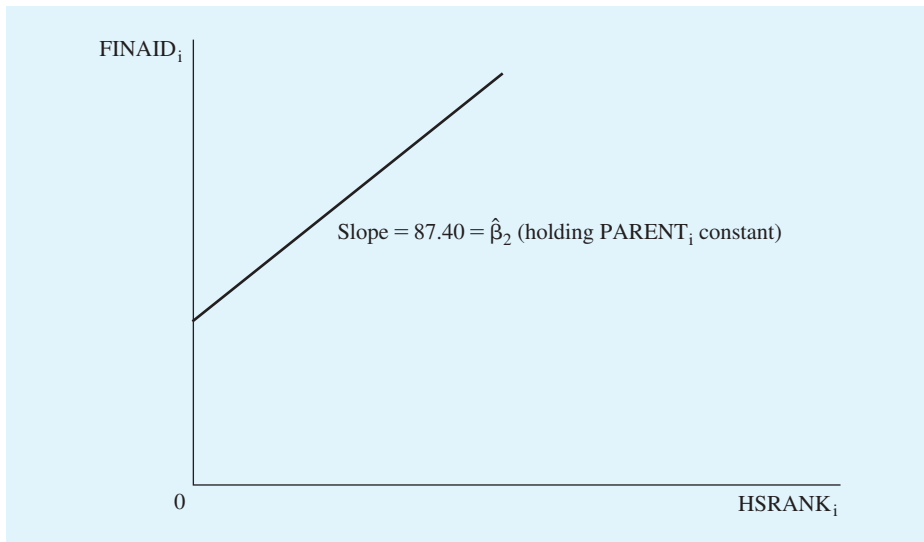 FINAIDᵢ
Slope = 87.40 = β̂₂ (holding PARENTᵢ constant)
0
HSRANKᵢ